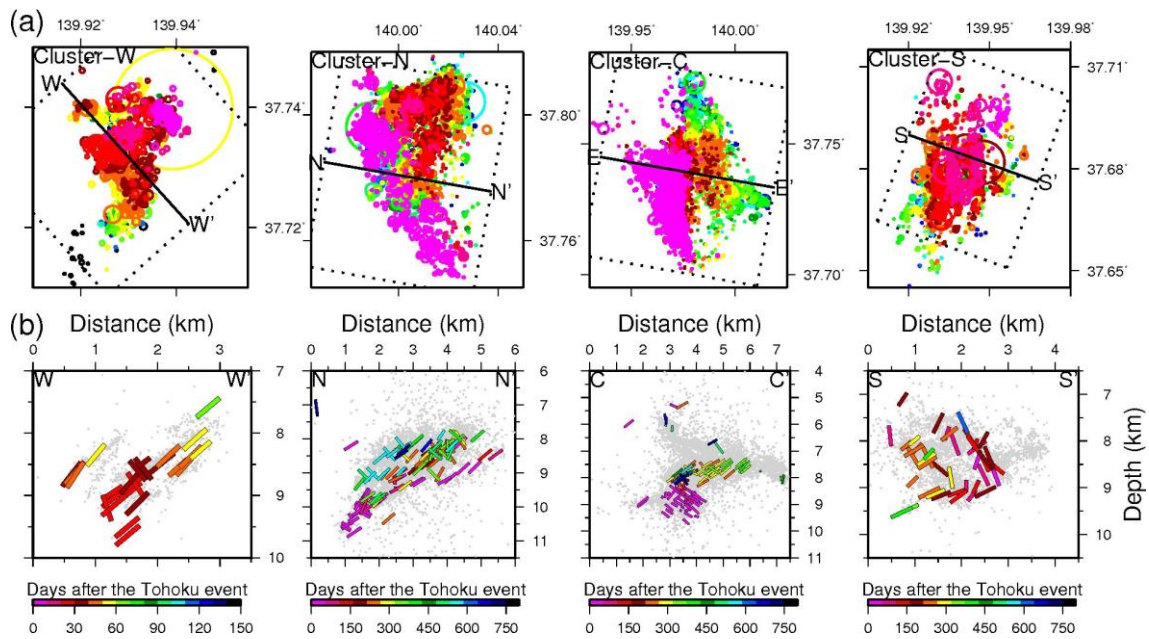 (a)
139.92° 139.94°
140.00° 140.04°
139.95° 140.00°
139.92° 139.95° 139.98°
Cluster-W
W
W'
37.74°
37.72°
Cluster-N
N
N'
37.80°
37.76°
Cluster-C
E
E'
37.75°
37.70°
Cluster-S
S
S'
37.71°
37.68°
37.65°
(b)
Distance (km)
0 1 2 3
W W'
7
8
9
10
Days after the Tohoku event
0 30 60 90 120 150
Distance (km)
0 1 2 3 4 5 6
N N'
6
7
8
9
10
11
Days after the Tohoku event
0 150 300 450 600 750
Distance (km)
0 1 2 3 4 5 6 7
C C'
4
5
6
7
8
9
10
11
Days after the Tohoku event
0 150 300 450 600 750
Distance (km)
0 1 2 3 4
S S'
7
8
9
10
Depth (km)
Days after the Tohoku event
0 150 300 450 600 750